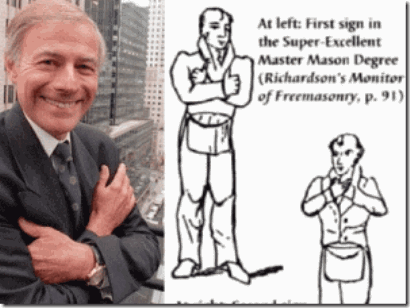 At left: First sign in
the Super-Excellent
Master Mason Degree
(Richardson's Monitor
of Freemasonry, p. 91)